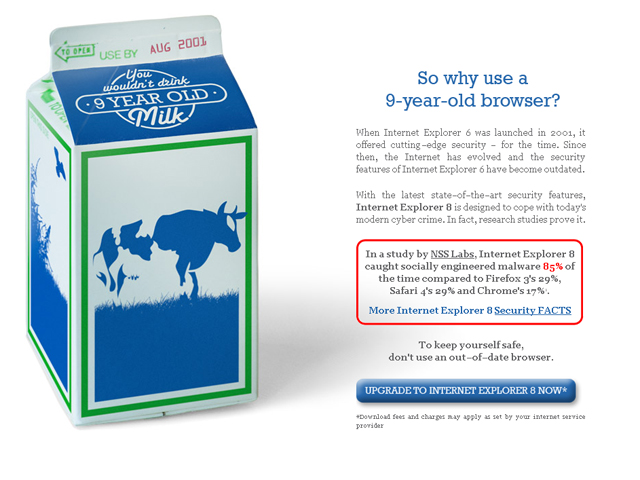 TO OPEN
USE BY AUG 2001
You
wouldn't drink
9 YEAR OLD
Milk
So why use a
9-year-old browser?
When Internet Explorer 6 was launched in 2001, it
offered cutting-edge security - for the time. Since
then, the Internet has evolved and the security
features of Internet Explorer 6 have become outdated.
With the latest state-of-the-art security features,
Internet Explorer 8 is designed to cope with today's
modern cyber crime. In fact, research studies prove it.
In a study by NSS Labs, Internet Explorer 8
caught socially engineered malware 85% of
the time compared to Firefox 3's 29%,
Safari 4's 29% and Chrome's 17%.
More Internet Explorer 8 Security FACTS
To keep yourself safe,
don't use an out-of-date browser.
UPGRADE TO INTERNET EXPLORER 8 NOW*
*Download fees and charges may apply as set by your internet service
provider